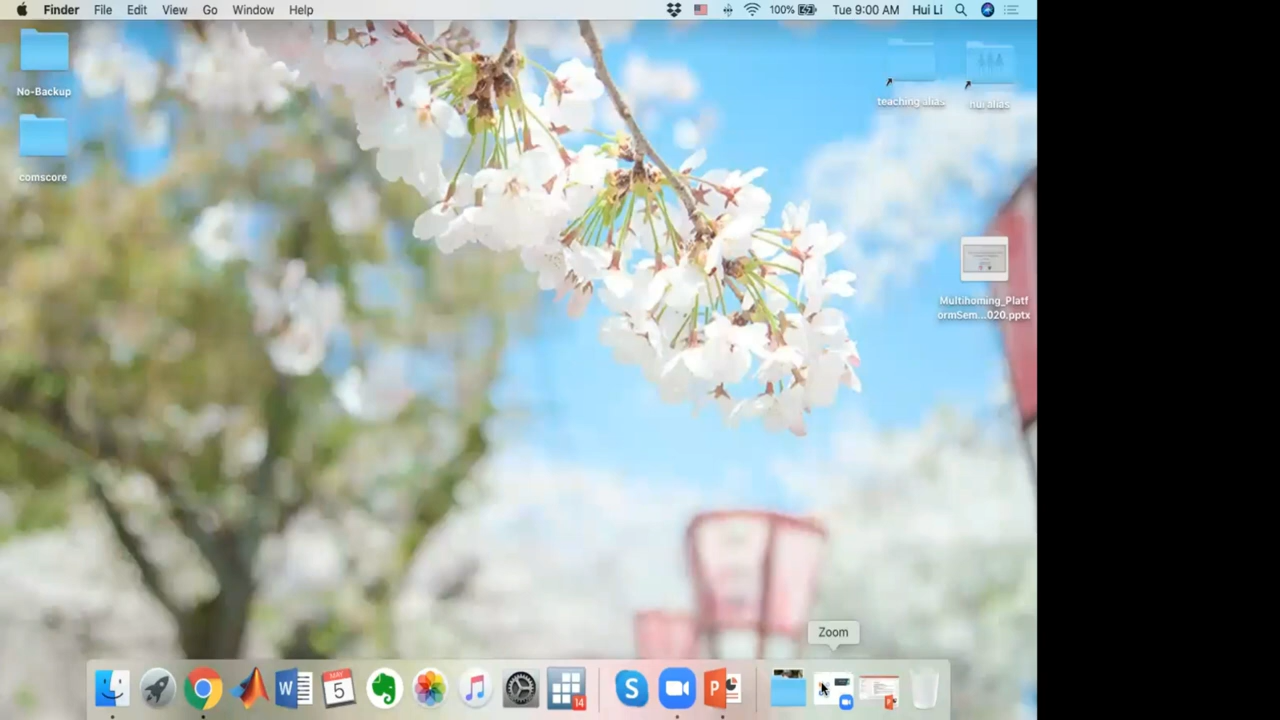 Finder File Edit View Go Window Help 100% Tue 9:00 AM Hui Li
No-Backup
comscore
teaching alias
hui alias
Multihoming_Platf
ormSem...020.pptx
Zoom
W
MAY
5
14
S
P